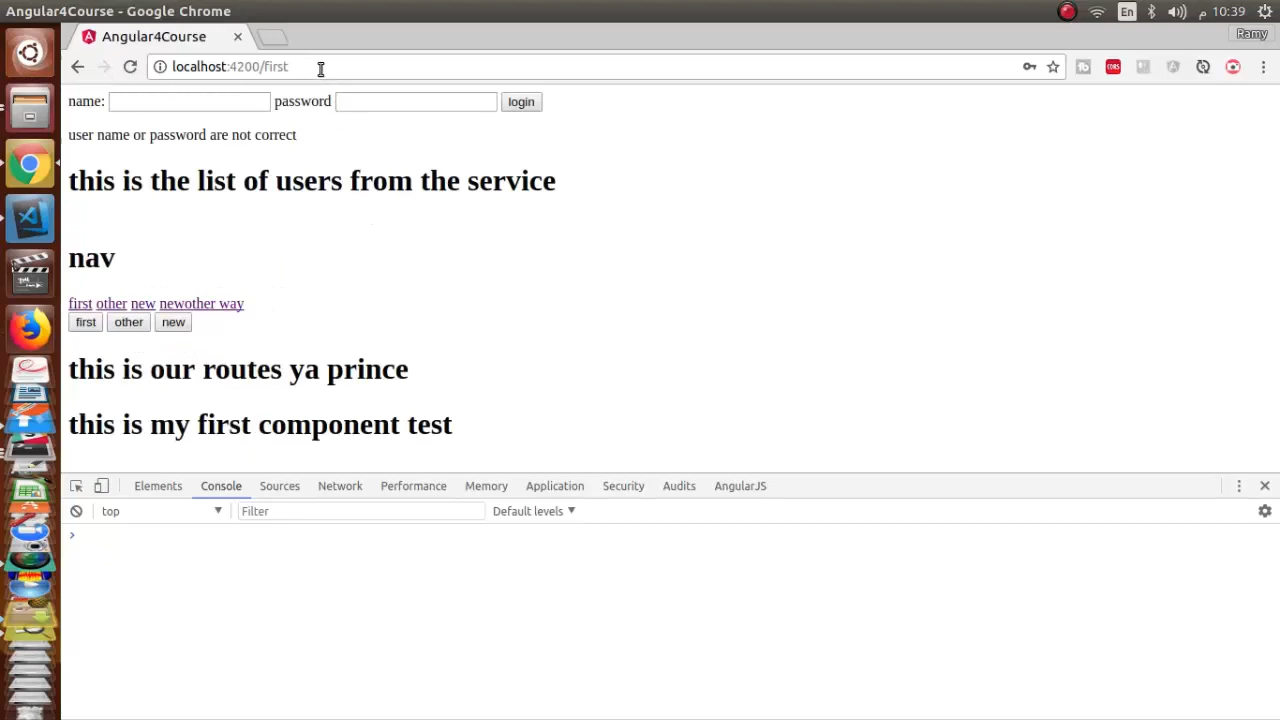 Angular4Course - Google Chrome
En
10:39 م
Angular4Course
Ramy
localhost:4200/first
CORS
name:
password
login
user name or password are not correct
this is the list of users from the service
nav
first other new newother way
first other new
this is our routes ya prince
this is my first component test
Elements Console Sources Network Performance Memory Application Security Audits AngularJS
top
Filter
Default levels